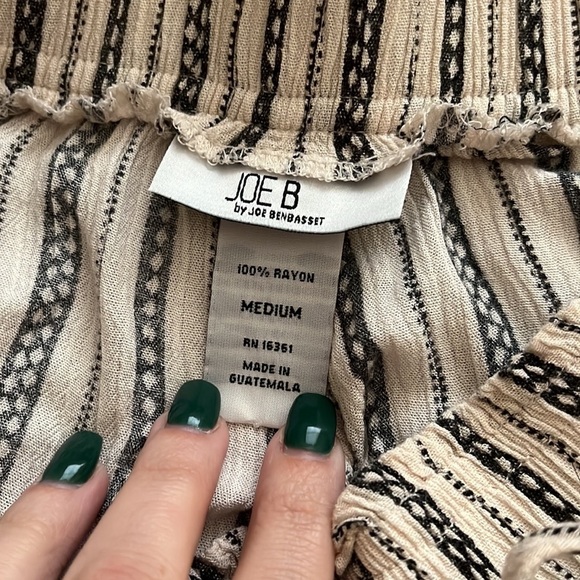 JOE B
by JOE BENBASSET
100% RAYON
MEDIUM
RN 16361
MADE IN
GUATEMALA